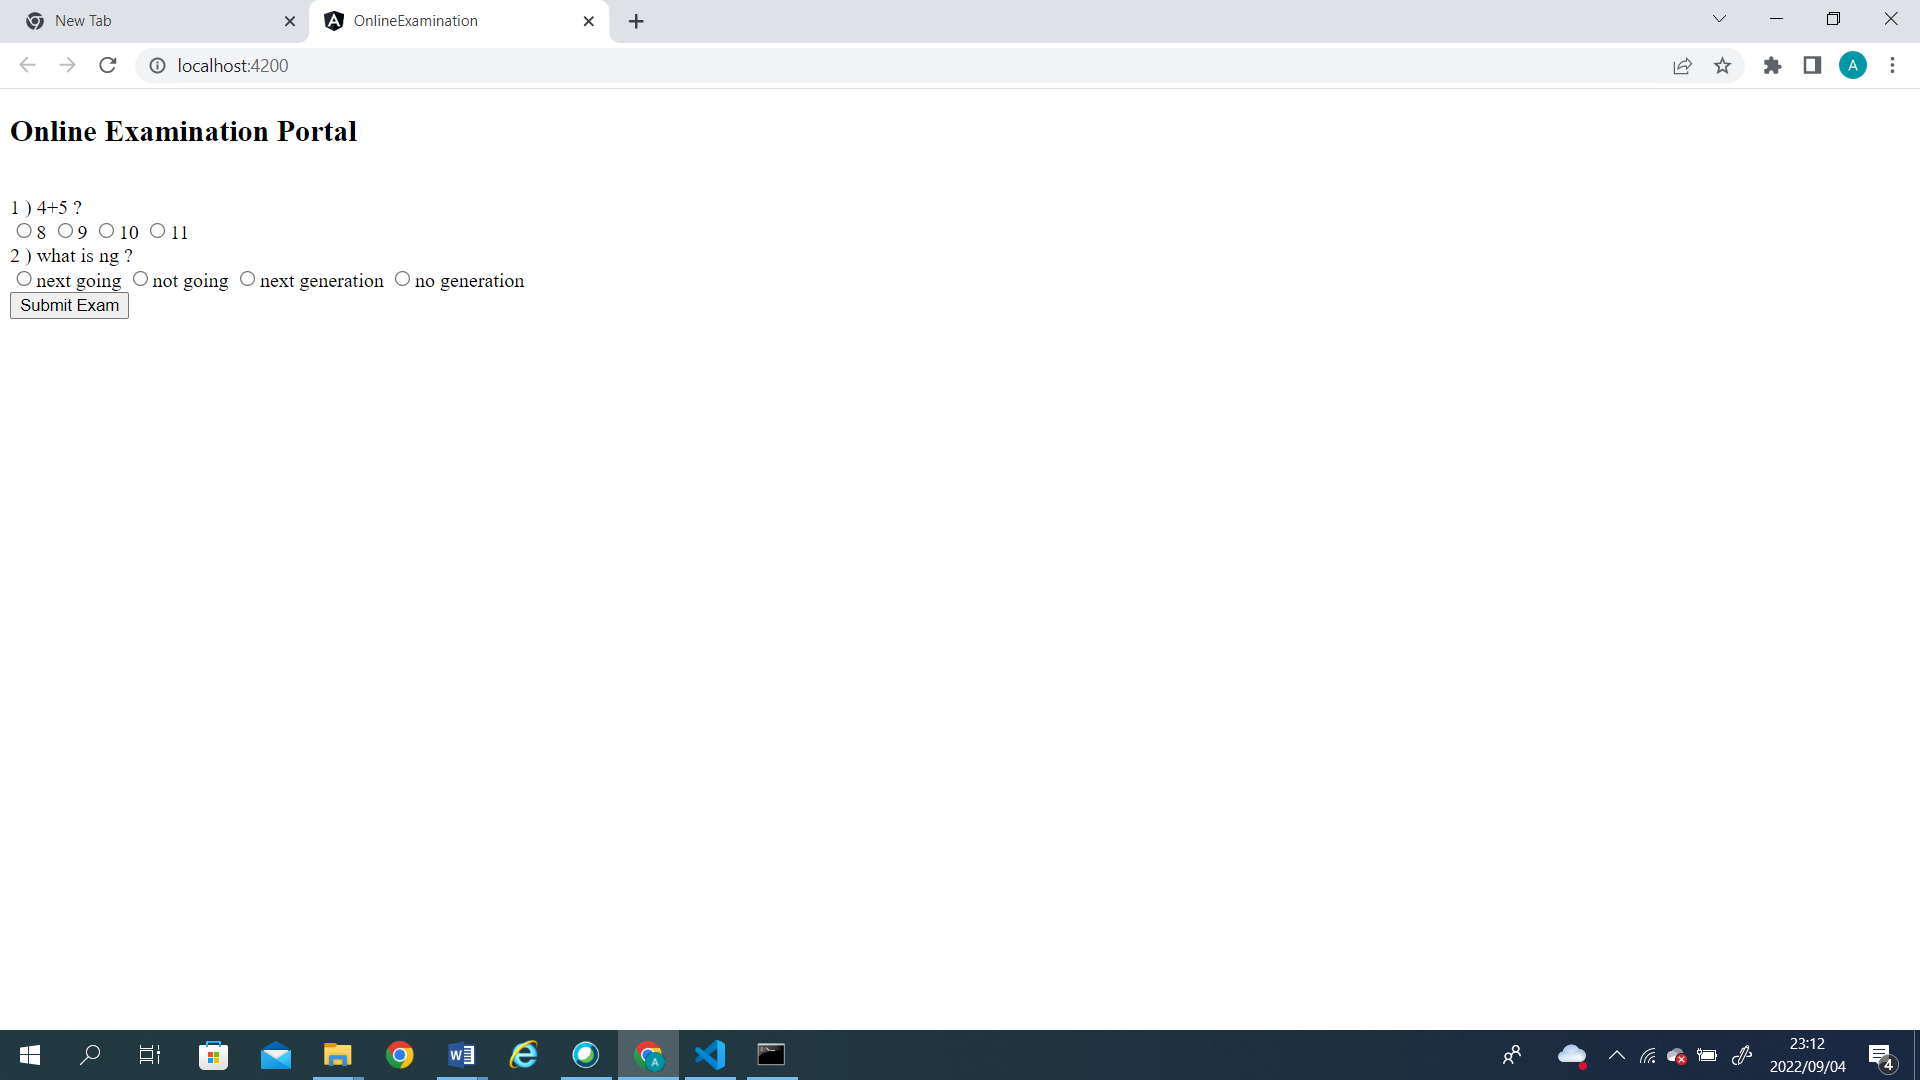 New Tab
OnlineExamination
localhost:4200
A
Online Examination Portal
1 ) 4+5 ?
8 9 10 11
2 ) what is ng ?
next going not going next generation no generation
Submit Exam
A
23:12
2022/09/04
4